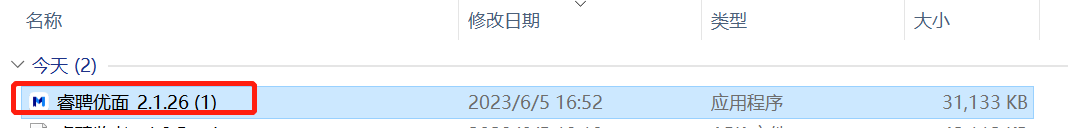 名称 修改日期 类型 大小
今天 (2)
睿聘优面_2.1.26 (1) 2023/6/5 16:52 应用程序 31,133 KB